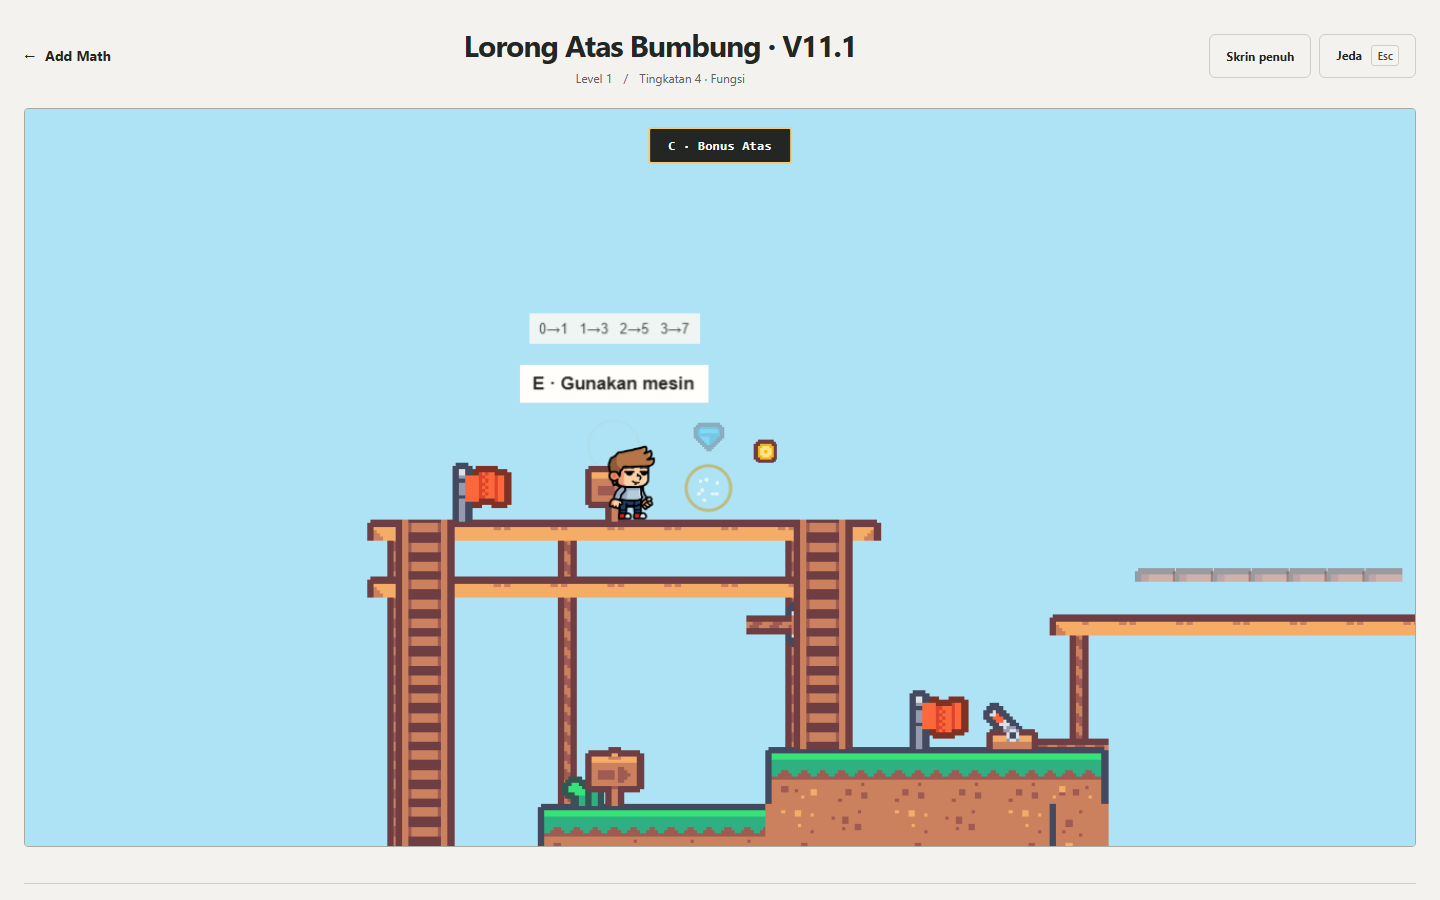 ← Add Math
Lorong Atas Bumbung · V11.1
Level 1 / Tingkatan 4 · Fungsi
Skrin penuh
Jeda Esc
C · Bonus Atas
0→1 1→3 2→5 3→7
E · Gunakan mesin